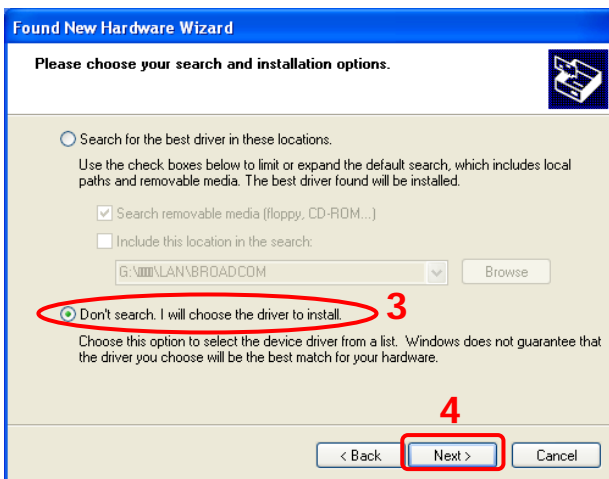 Found New Hardware Wizard
Please choose your search and installation options.
Search for the best driver in these locations.
Use the check boxes below to limit or expand the default search, which includes local
paths and removable media. The best driver found will be installed.
Search removable media (floppy, CD-ROM...)
Include this location in the search:
G:\\LAN\BROADCOM
Browse
Don't search. I will choose the driver to install.
3
Choose this option to select the device driver from a list. Windows does not guarantee that
the driver you choose will be the best match for your hardware.
4
< Back
Next >
Cancel